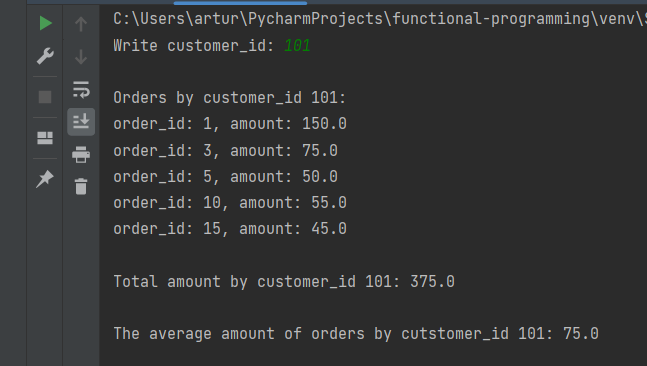 C:\Users\artur\PycharmProjects\functional-programming\venv\S
Write customer_id: 101
Orders by customer_id 101:
order_id: 1, amount: 150.0
order_id: 3, amount: 75.0
order_id: 5, amount: 50.0
order_id: 10, amount: 55.0
order_id: 15, amount: 45.0
Total amount by customer_id 101: 375.0
The average amount of orders by cutstomer_id 101: 75.0